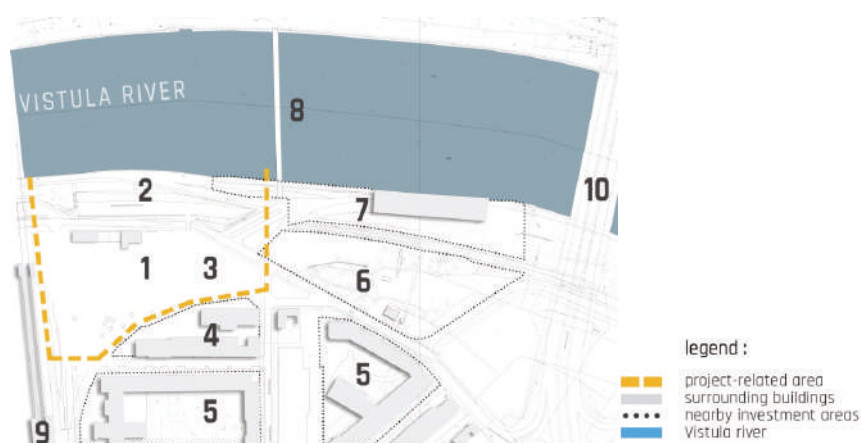 VISTULA RIVER
8
10
2
7
1
3
6
4
5
5
9
legend :
project-related area
surrounding buildings
nearby investment areas
Vistula river